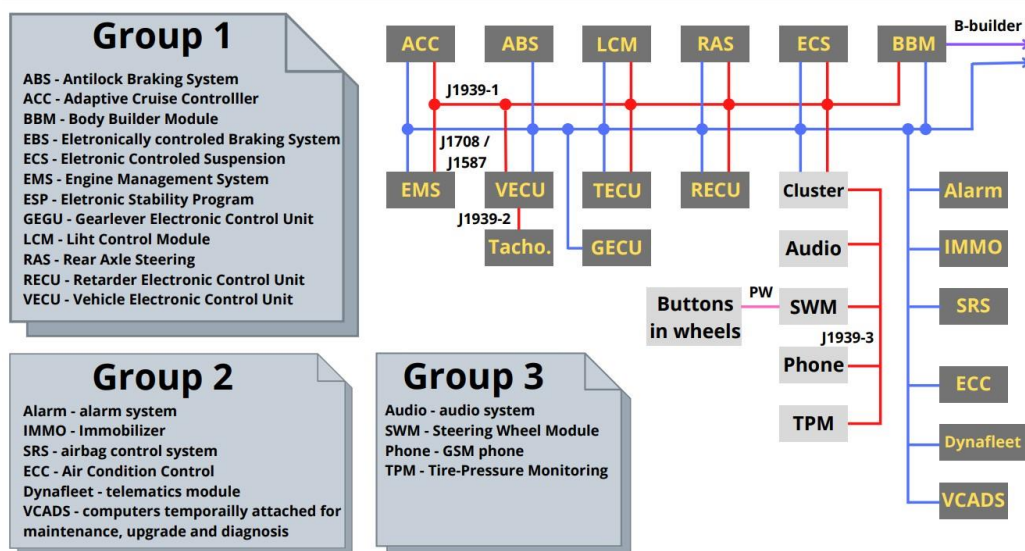 Group 1
ABS - Antilock Braking System
ACC - Adaptive Cruise Controlller
BBM - Body Builder Module
EBS - Eletronically controled Braking System
ECS - Eletronic Controled Suspension
EMS - Engine Management System
ESP - Eletronic Stability Program
GEGU - Gearlever Electronic Control Unit
LCM - Liht Control Module
RAS - Rear Axle Steering
RECU - Retarder Electronic Control Unit
VECU - Vehicle Electronic Control Unit
Group 2
Alarm - alarm system
IMMO - Immobilizer
SRS - airbag control system
ECC - Air Condition Control
Dynafleet - telematics module
VCADS - computers temporailly attached for
maintenance, upgrade and diagnosis
Group 3
Audio - audio system
SWM - Steering Wheel Module
Phone - GSM phone
TPM - Tire-Pressure Monitoring
ACC
ABS
LCM
RAS
ECS
BBM
B-builder
J1939-1
J1708 /
J1587
EMS
VECU
TECU
RECU
Cluster
Alarm
J1939-2
Tacho.
GECU
Audio
IMMO
PW
Buttons
in wheels
SWM
SRS
J1939-3
Phone
ECC
TPM
Dynafleet
VCADS